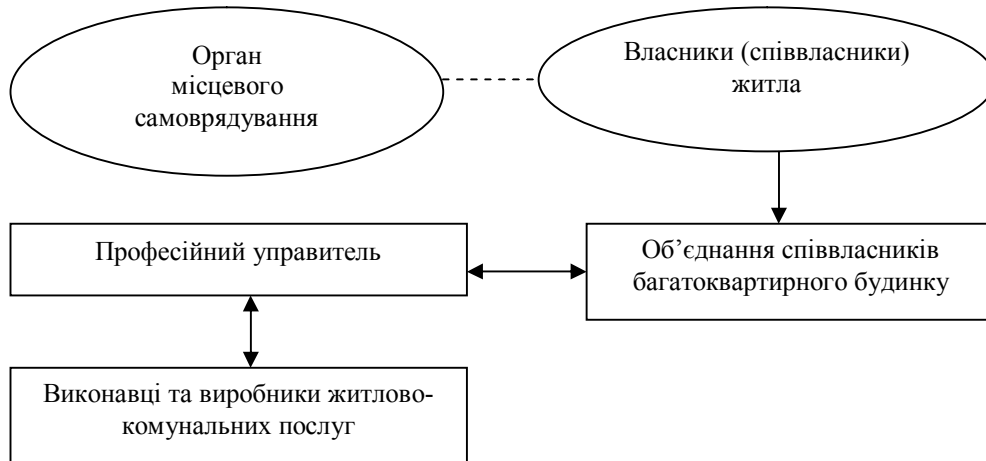 Орган
місцевого
самоврядування
Власники (співвласники)
житла
Професійний управитель
Об’єднання співвласників
багатоквартирного будинку
Виконавці та виробники житлово-
комунальних послуг